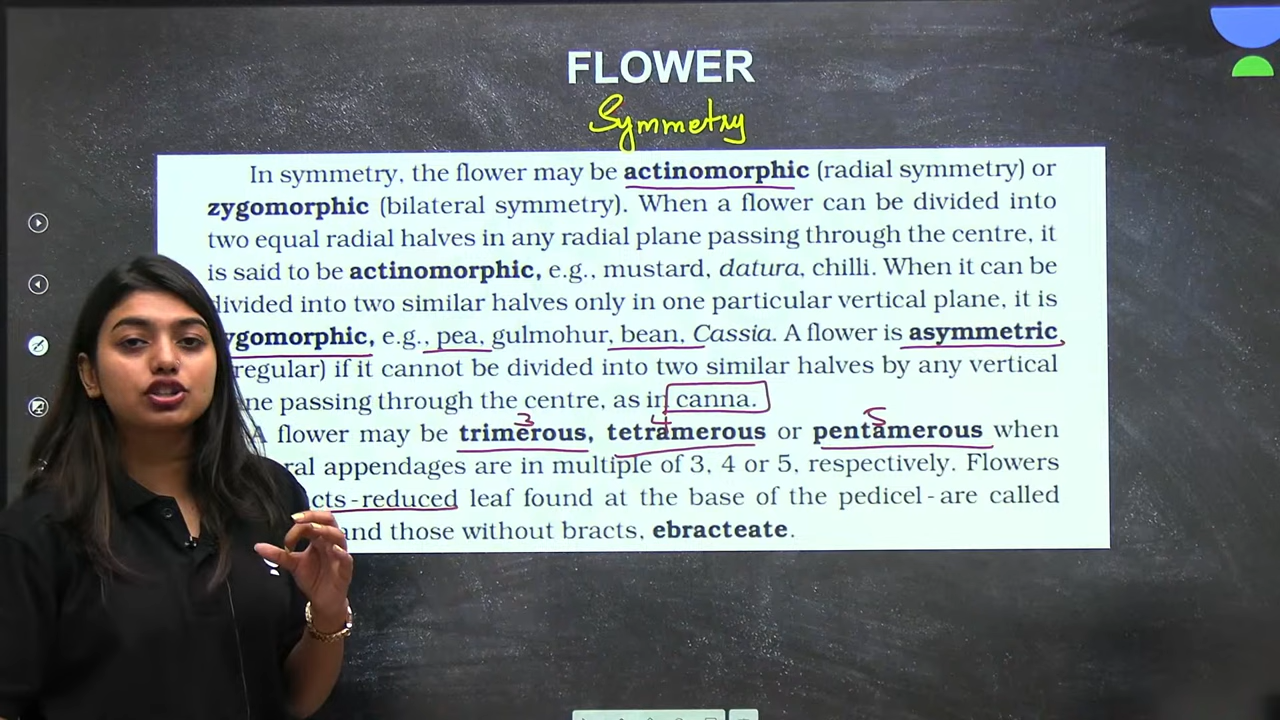 FLOWER
Symmetry
In symmetry, the flower may be actinomorphic (radial symmetry) or
zygomorphic (bilateral symmetry). When a flower can be divided into
two equal radial halves in any radial plane passing through the centre, it
is said to be actinomorphic, e.g., mustard, datura, chilli. When it can be
divided into two similar halves only in one particular vertical plane, it is
ygomorphic, e.g., pea, gulmohur, bean, Cassia. A flower is asymmetric
regular) if it cannot be divided into two similar halves by any vertical
ne passing through the centre, as in canna.
3 4 5
A flower may be trimerous, tetramerous or pentamerous when
ral appendages are in multiple of 3, 4 or 5, respectively. Flowers
cts-reduced leaf found at the base of the pedicel-are called
and those without bracts, ebracteate.